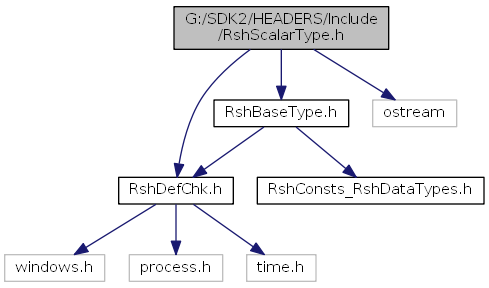 G:/SDK2/HEADERS/Include
/RshScalarType.h
RshBaseType.h
ostream
RshDefChk.h
RshConsts_RshDataTypes.h
windows.h
process.h
time.h